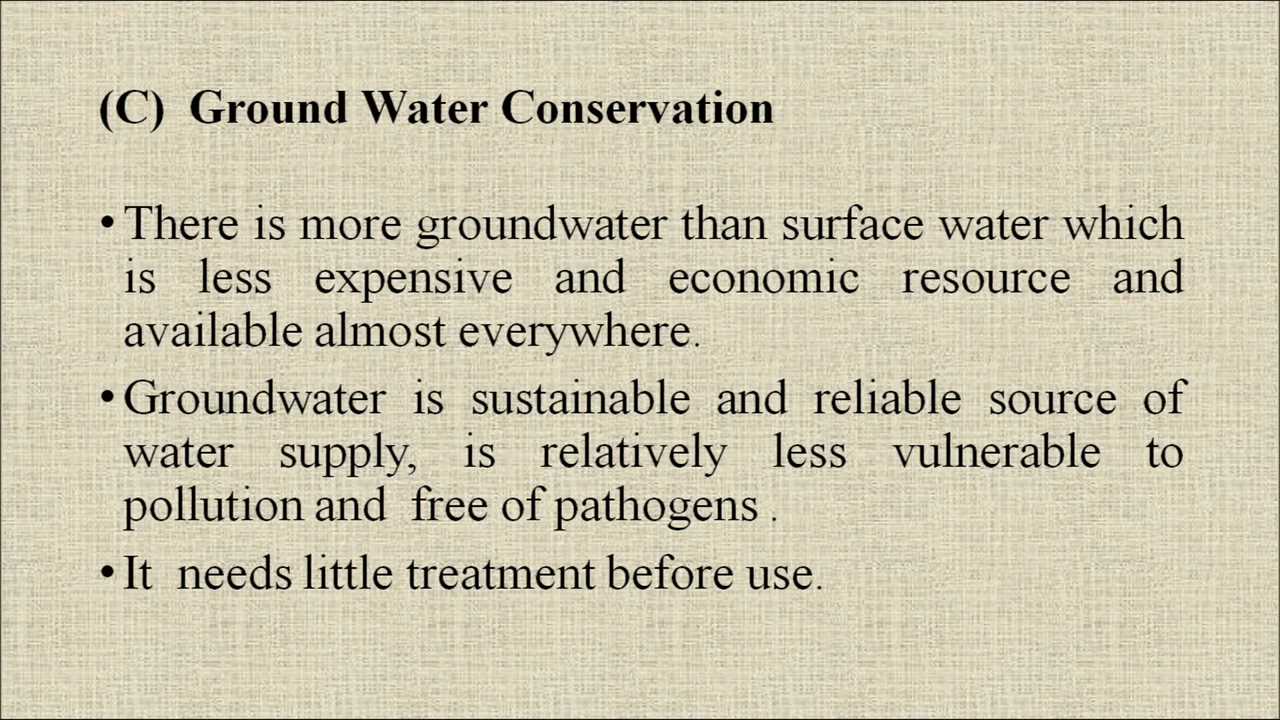 (C) Ground Water Conservation
• There is more groundwater than surface water which
is less expensive and economic resource and
available almost everywhere.
• Groundwater is sustainable and reliable source of
water supply, is relatively less vulnerable to
pollution and free of pathogens .
• It needs little treatment before use.